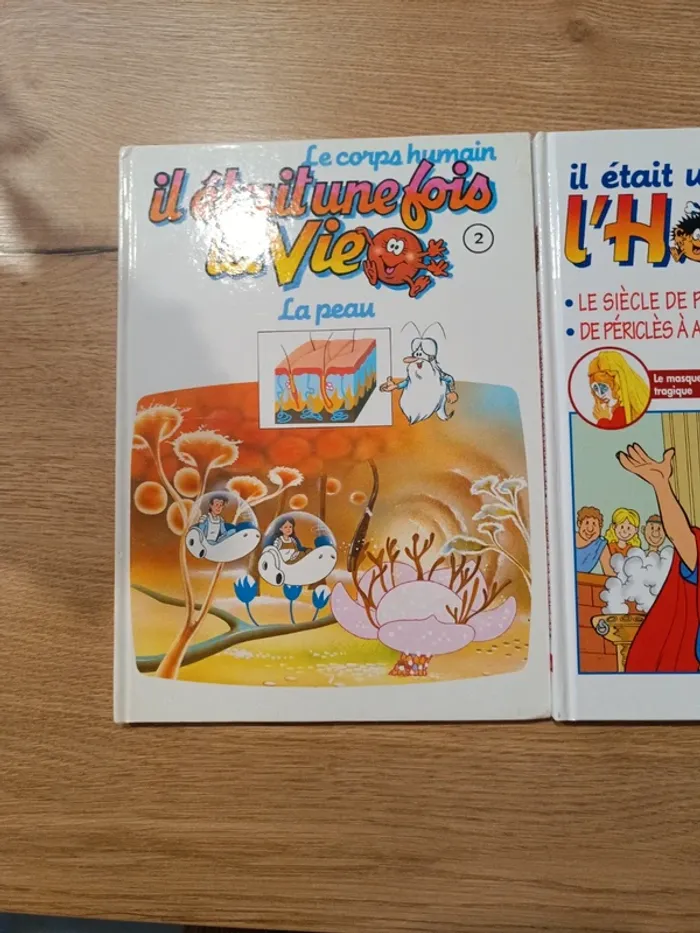 Le corps humain
il était une fois
la Vie
2
La peau
il était u
l'H
• LE SIÈCLE DE P
• DE PÉRICLÈS À A
Le masque
tragique